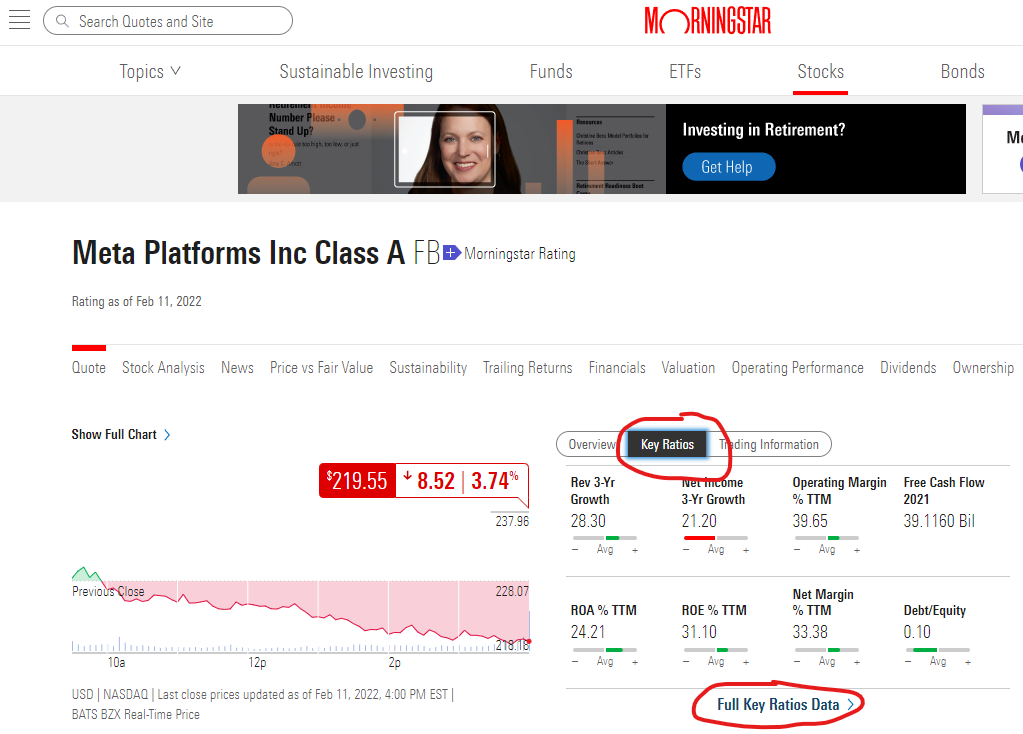 Search Quotes and Site
MORNINGSTAR
Topics
Sustainable Investing
Funds
ETFs
Stocks
Bonds
Retirement Income
Number Please
Stand Up?
Resources
Investing in Retirement?
Get Help
Meta Platforms Inc Class A FB Morningstar Rating
Rating as of Feb 11, 2022
Quote Stock Analysis News Price vs Fair Value Sustainability Trailing Returns Financials Valuation Operating Performance Dividends Ownership
Show Full Chart
$219.55 8.52 | 3.74%
237.96
Previous Close
228.07
218.18
10a 12p 2p
USD | NASDAQ | Last close prices updated as of Feb 11, 2022, 4:00 PM EST |
BATS BZX Real-Time Price
Overview Key Ratios Trading Information
Rev 3-Yr
Growth
28.30
− Avg +
Net Income
3-Yr Growth
21.20
− Avg +
Operating Margin
% TTM
39.65
− Avg +
Free Cash Flow
2021
39.1160 Bil
ROA % TTM
24.21
− Avg +
ROE % TTM
31.10
− Avg +
Net Margin
% TTM
33.38
− Avg +
Debt/Equity
0.10
− Avg +
Full Key Ratios Data